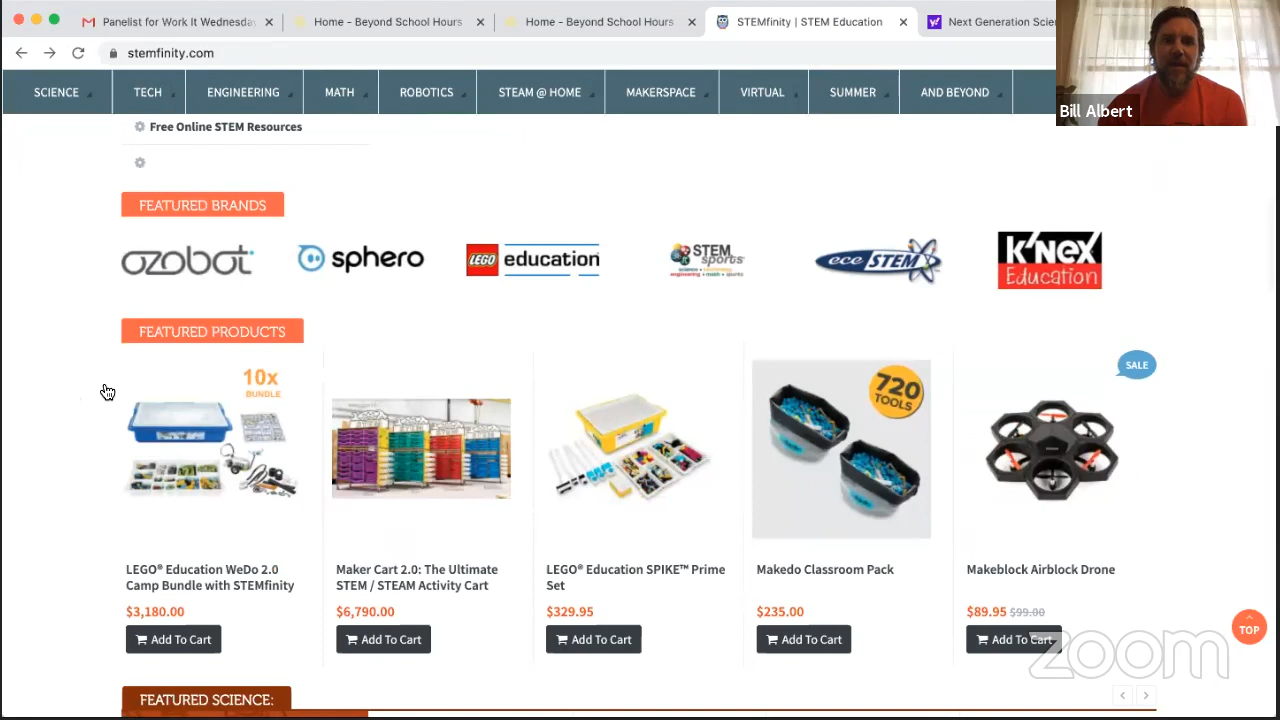 Panelist for Work It Wednesday
Home - Beyond School Hours
Home - Beyond School Hours
STEMfinity | STEM Education
Next Generation Scien
stemfinity.com
SCIENCE
TECH
ENGINEERING
MATH
ROBOTICS
STEAM @ HOME
MAKERSPACE
VIRTUAL
SUMMER
AND BEYOND
Bill Albert
Free Online STEM Resources
FEATURED BRANDS
ozobot
sphero
LEGO education
STEM sports
science • technology
engineering • math • sports
ece STEM
K'NEX
Education
FEATURED PRODUCTS
10x
BUNDLE
720
TOOLS
SALE
LEGO® Education WeDo 2.0
Camp Bundle with STEMfinity
$3,180.00
Add To Cart
Maker Cart 2.0: The Ultimate
STEM / STEAM Activity Cart
$6,790.00
Add To Cart
LEGO® Education SPIKE™ Prime
Set
$329.95
Add To Cart
Makedo Classroom Pack
$235.00
Add To Cart
Makeblock Airblock Drone
$89.95 $99.00
Add To Cart
TOP
zoom
FEATURED SCIENCE: